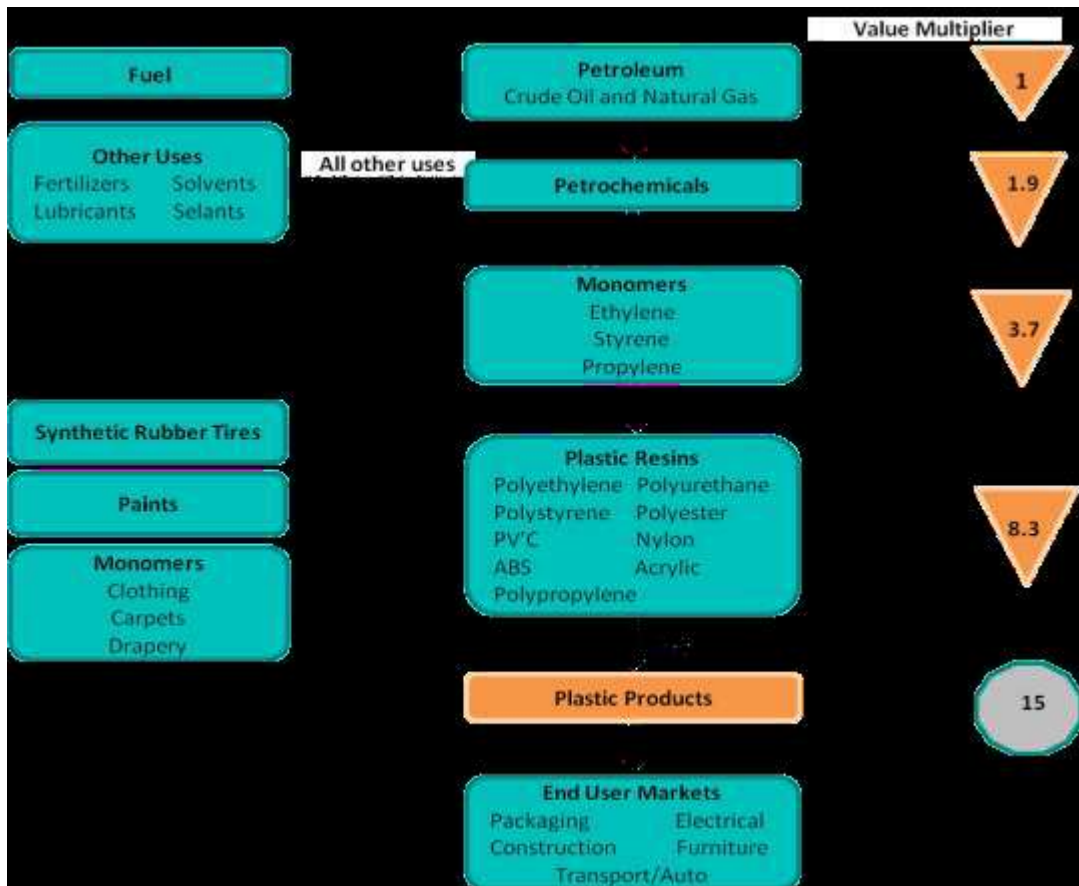 Value Multiplier
Fuel
Petroleum
Crude Oil and Natural Gas
1
Other Uses
Fertilizers Solvents
Lubricants Selants
All other uses
Petrochemicals
1.9
Monomers
Ethylene
Styrene
Propylene
3.7
Synthetic Rubber Tires
Paints
Monomers
Clothing
Carpets
Drapery
Plastic Resins
Polyethylene Polyurethane
Polystyrene Polyester
PV'C Nylon
ABS Acrylic
Polypropylene
8.3
Plastic Products
15
End User Markets
Packaging Electrical
Construction Furniture
Transport/Auto